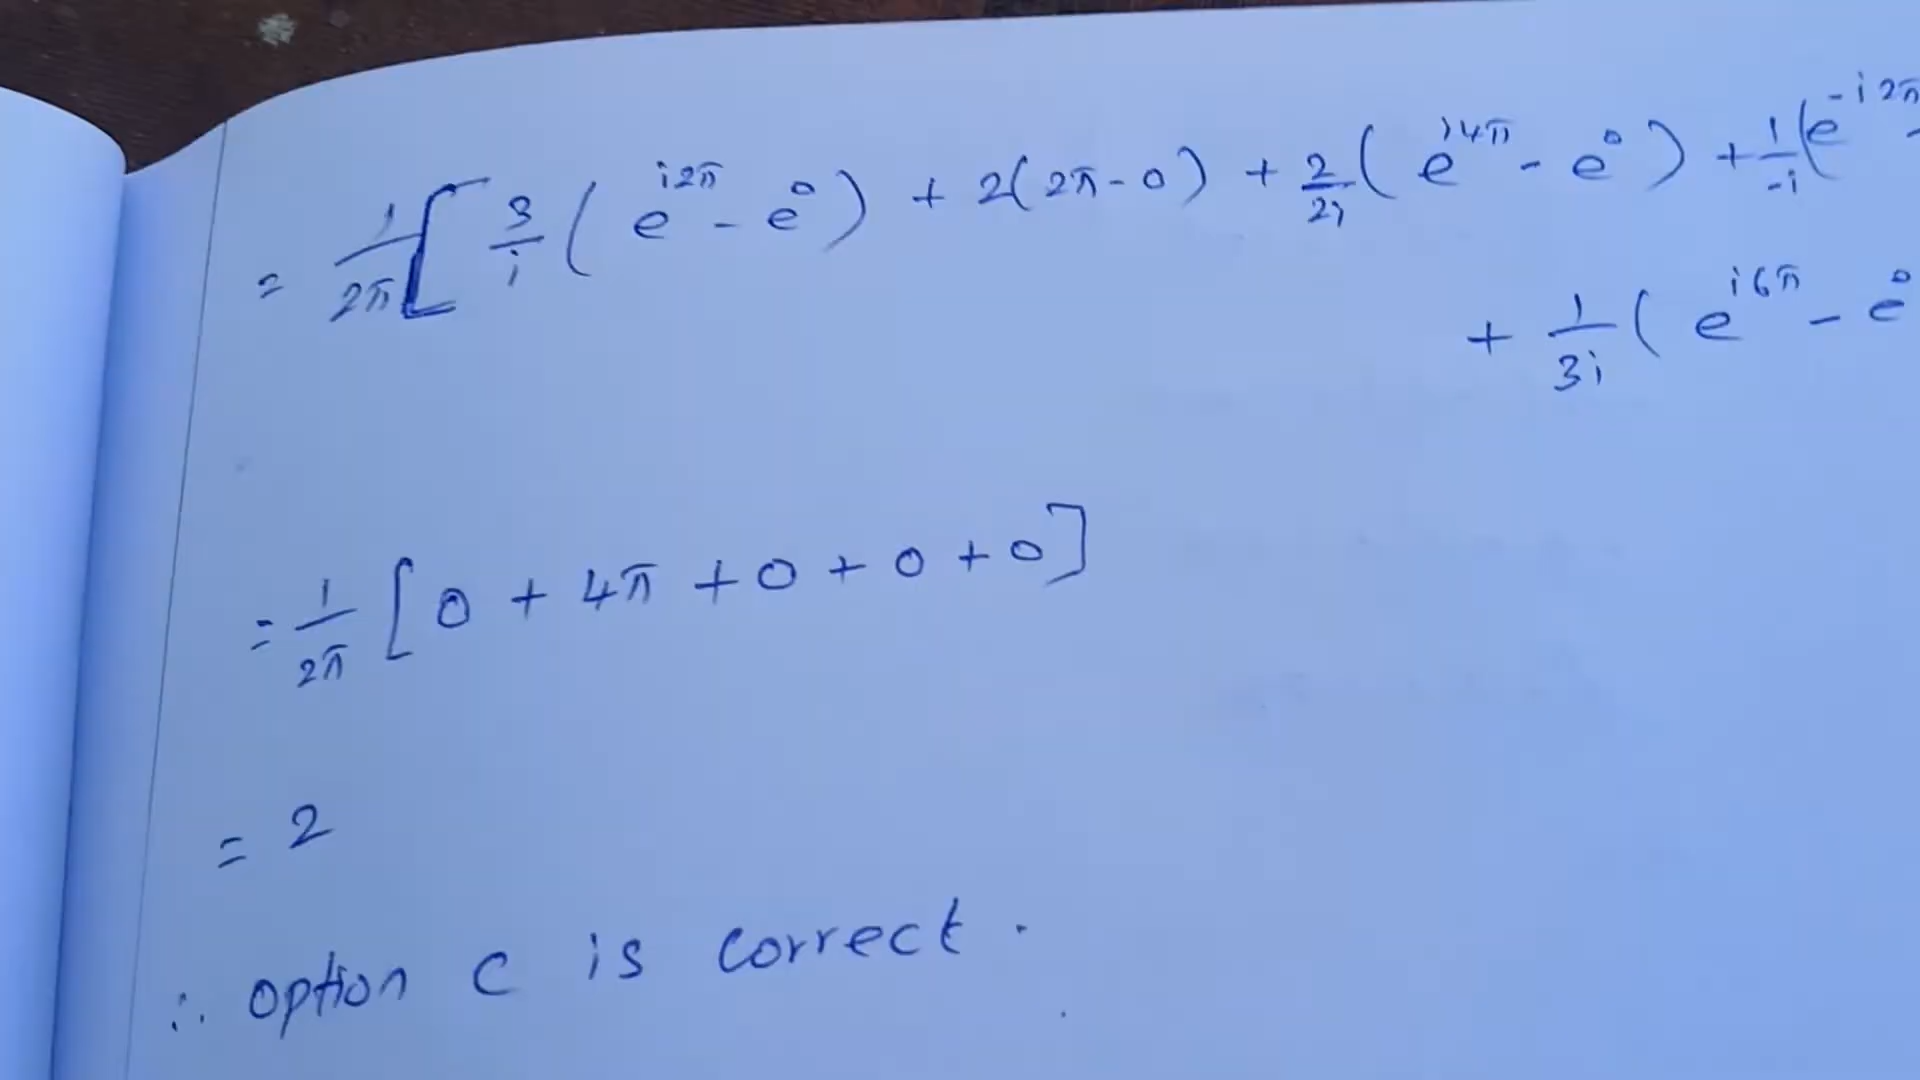 = 1/2π [ 3/i ( e^{i2π} - e^0 ) + 2(2π-0) + 2/2i ( e^{i4π} - e^0 ) + 1/-i ( e^{-i2π} -
+ 1/3i ( e^{i6π} - e^0
= 1/2π [ 0 + 4π + 0 + 0 + 0 ]
= 2
∴ option C is correct.